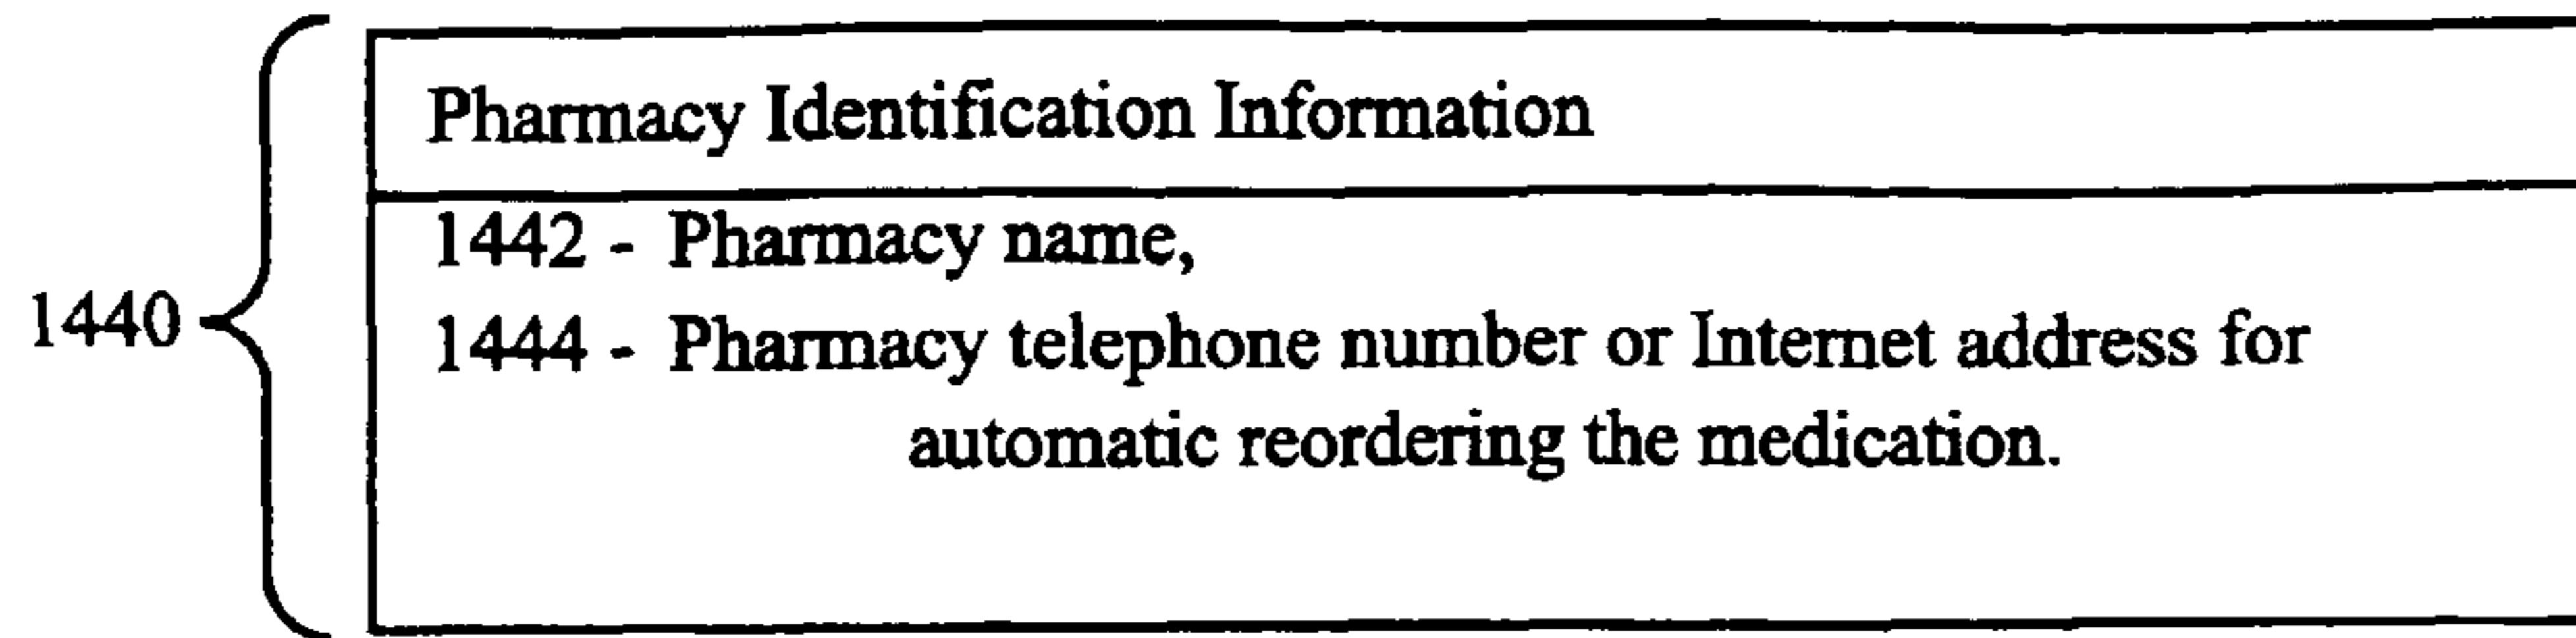 Pharmacy Identification Information
1442 - Pharmacy name,
1440
1444 - Pharmacy telephone number or Internet address for
automatic reordering the medication.